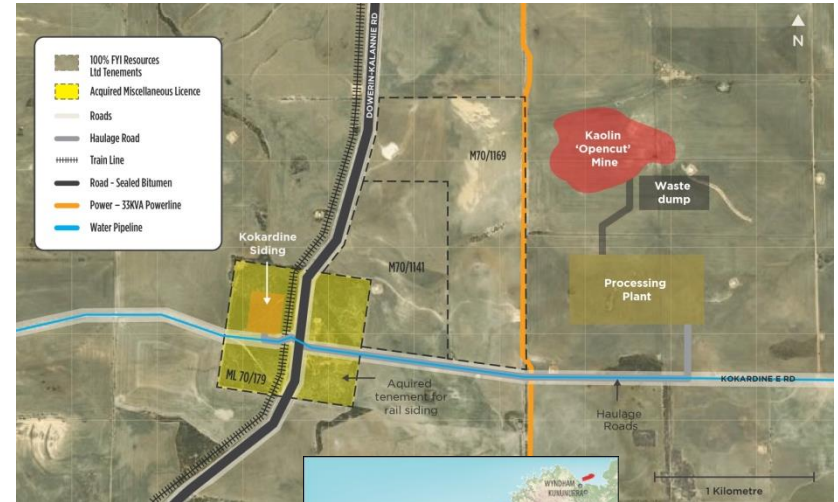 100% FYI Resources
Ltd Tenements
Acquired Miscellaneous Licence
Roads
Haulage Road
Train Line
Road - Sealed Bitumen
Power – 33KVA Powerline
Water Pipeline
DOWERIN-KALANNIE RD
N
M70/1169
Kaolin
'Opencut'
Mine
Waste
dump
Kokardine
Siding
M70/1141
Processing
Plant
ML 70/179
Aquired
tenement for
rail siding
KOKARDINE E RD
Haulage
Roads
1 Kilometre
WYNDHAM
KUNUNURRA